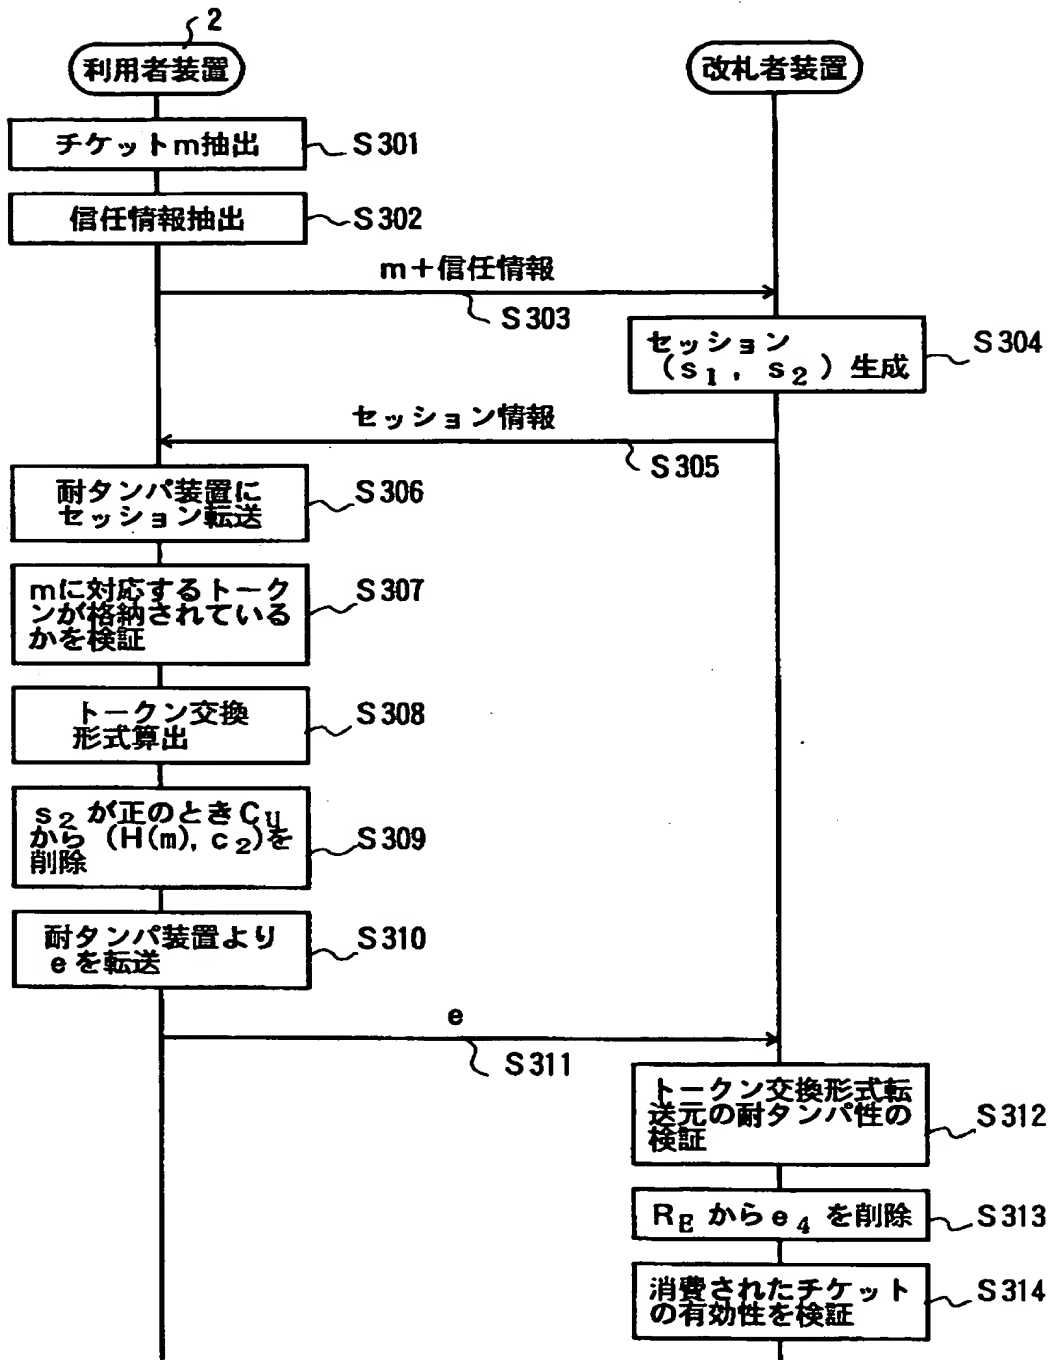 2
利用者装置
改札者装置
チケットm抽出
S301
信任情報抽出
S302
m+信任情報
S303
セッション
(s1, s2) 生成
S304
セッション情報
S305
耐タンパ装置に
セッション転送
S306
mに対応するトーク
ンが格納されている
かを検証
S307
トークン交換
形式算出
S308
s2が正のときCU
から (H(m), c2)を
削除
S309
耐タンパ装置より
eを転送
S310
e
S311
トークン交換形式転
送元の耐タンパ性の
検証
S312
REからe4を削除
S313
消費されたチケット
の有効性を検証
S314